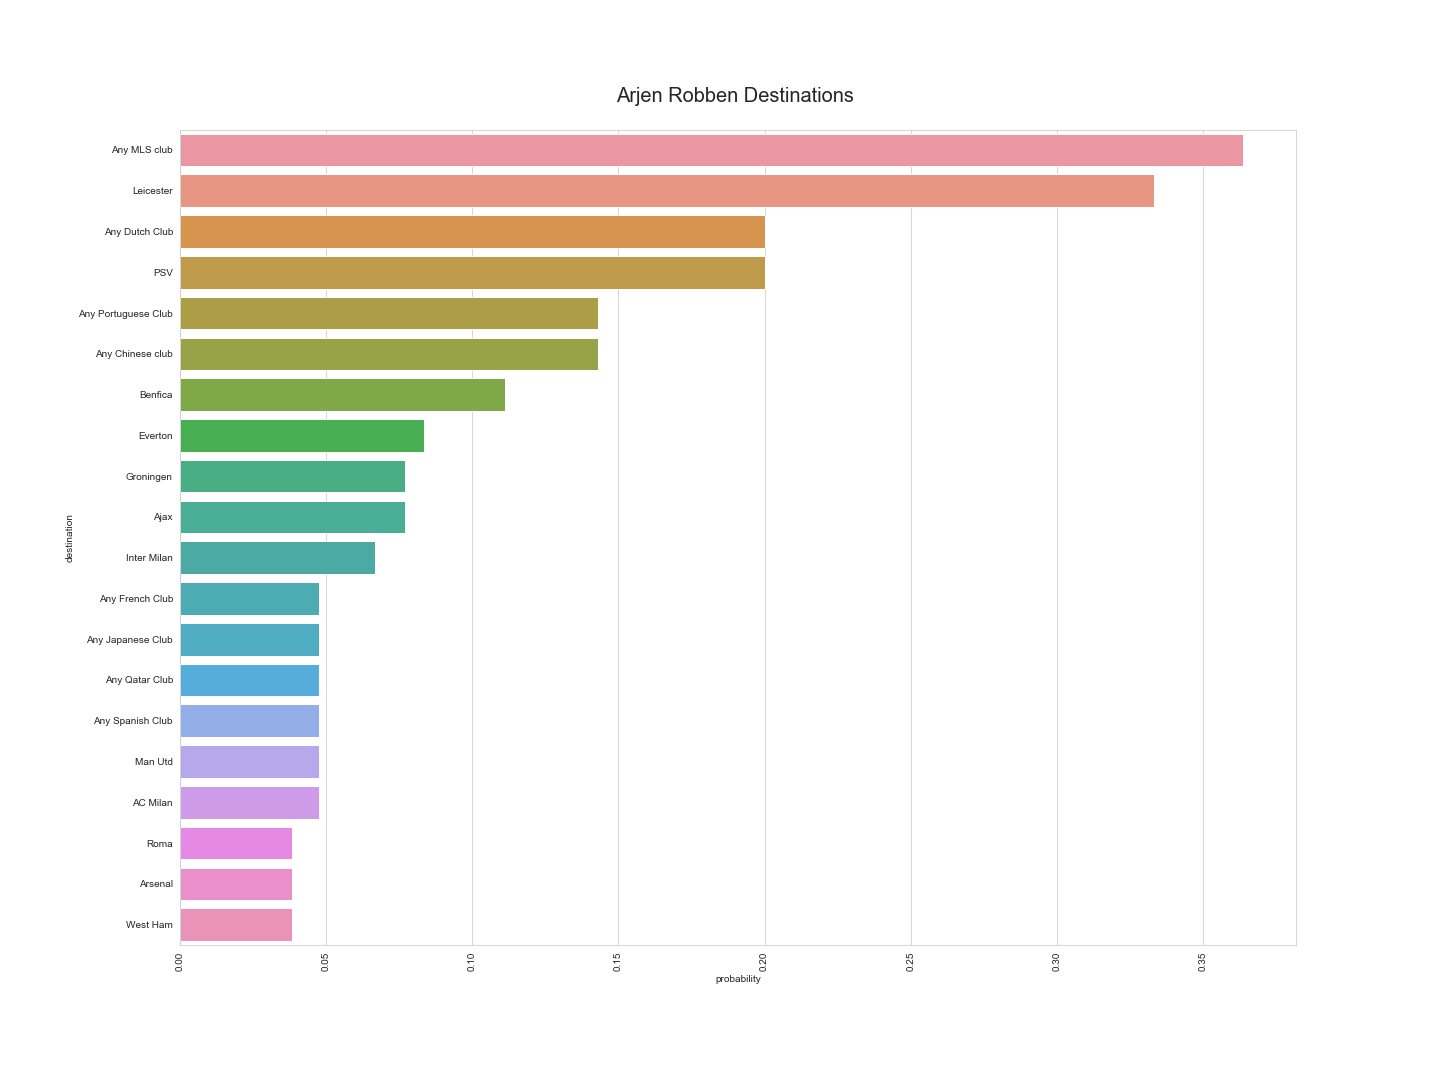 Arjen Robben Destinations
Any MLS club
Leicester
Any Dutch Club
PSV
Any Portuguese Club
Any Chinese club
Benfica
Everton
Groningen
Ajax
Inter Milan
Any French Club
Any Japanese Club
Any Qatar Club
Any Spanish Club
Man Utd
AC Milan
Roma
Arsenal
West Ham
destination
0.00
0.05
0.10
0.15
0.20
0.25
0.30
0.35
probability